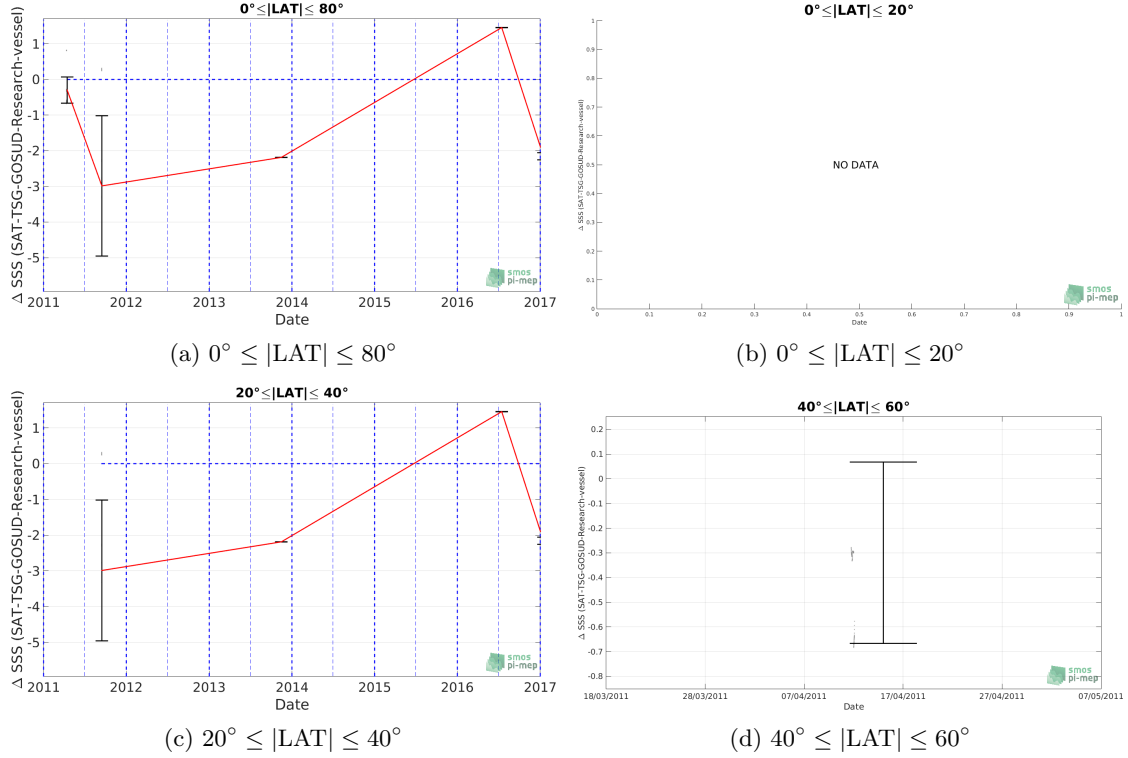 0°≤|LAT|≤ 80°
Δ SSS (SAT-TSG-GOSUD-Research-vessel)
1
0
-1
-2
-3
-4
-5
2011 2012 2013 2014 2015 2016 2017
Date
smos
pi-mep
(a) 0° ≤ |LAT| ≤ 80°
0°≤|LAT|≤ 20°
Δ SSS (SAT-TSG-GOSUD-Research-vessel)
1
0.9
0.8
0.7
0.6
0.5
0.4
0.3
0.2
0.1
0
NO DATA
0 0.1 0.2 0.3 0.4 0.5 0.6 0.7 0.8 0.9 1
Date
smos
pi-mep
(b) 0° ≤ |LAT| ≤ 20°
20°≤|LAT|≤ 40°
Δ SSS (SAT-TSG-GOSUD-Research-vessel)
1
0
-1
-2
-3
-4
-5
2011 2012 2013 2014 2015 2016 2017
Date
smos
pi-mep
(c) 20° ≤ |LAT| ≤ 40°
40°≤|LAT|≤ 60°
Δ SSS (SAT-TSG-GOSUD-Research-vessel)
0.2
0.1
0
-0.1
-0.2
-0.3
-0.4
-0.5
-0.6
-0.7
-0.8
18/03/2011 28/03/2011 07/04/2011 17/04/2011 27/04/2011 07/05/2011
Date
smos
pi-mep
(d) 40° ≤ |LAT| ≤ 60°